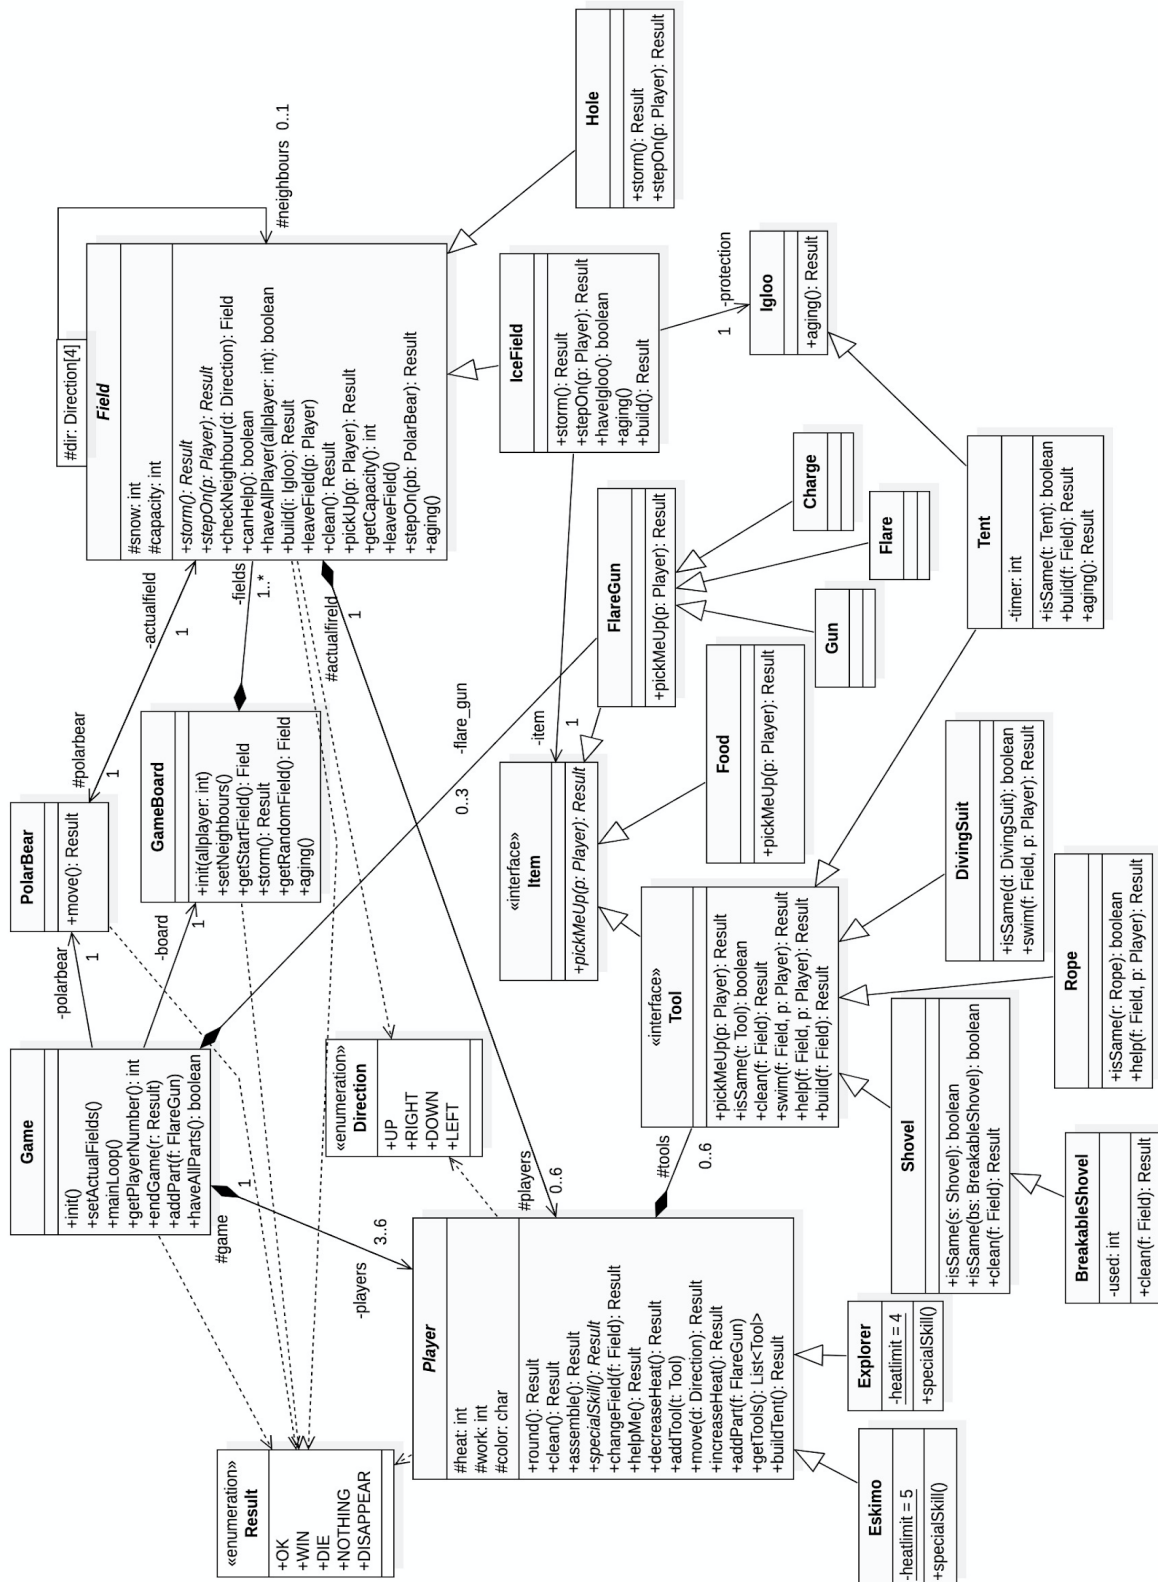 Game
+init()
+setActualFields()
+mainLoop()
+getPlayerNumber(): int
+endGame(r: Result)
+addPart(f: FlareGun)
+haveAllParts(): boolean
-polarbear
1
PolarBear
+move(): Result
#polarbear
1
-actualfield
1
-board
1
GameBoard
+init(allplayer: int)
+setNeighbours()
+getStartField(): Field
+storm(): Result
+getRandomField(): Field
+aging()
-fields
1..*
#dir: Direction[4]
Field
#snow: int
#capacity: int
+storm(): Result
+stepOn(p: Player): Result
+checkNeighbour(d: Direction): Field
+canHelp(): boolean
+haveAllPlayer(allplayer: int): boolean
+build(i: Igloo): Result
+leaveField(p: Player)
+clean(): Result
+pickUp(p: Player): Result
+getCapacity(): int
+leaveField()
+stepOn(pb: PolarBear): Result
+aging()
#neighbours 0..1
«enumeration»
Result
+OK
+WIN
+DIE
+NOTHING
+DISAPPEAR
#game
1
-players
3..6
«enumeration»
Direction
+UP
+RIGHT
+DOWN
+LEFT
#actualfireld
1
#players
0..6
-flare_gun
0..3
Player
#heat: int
#work: int
#color: char
+round(): Result
+clean(): Result
+assemble(): Result
+specialSkill(): Result
+changeField(f: Field): Result
+helpMe(): Result
+decreaseHeat(): Result
+addTool(t: Tool)
+move(d: Direction): Result
+increaseHeat(): Result
+addPart(f: FlareGun)
+getTools(): List<Tool>
+buildTent(): Result
#tools
0..6
«interface»
Item
+pickMeUp(p: Player): Result
-item
1
IceField
+storm(): Result
+stepOn(p: Player): Result
+haveIgloo(): boolean
+aging()
+build(): Result
Hole
+storm(): Result
+stepOn(p: Player): Result
FlareGun
+pickMeUp(p: Player): Result
1
-protection
Igloo
+aging(): Result
«interface»
Tool
+pickMeUp(p: Player): Result
+isSame(t: Tool): boolean
+clean(f: Field): Result
+swim(f: Field, p: Player): Result
+help(f: Field, p: Player): Result
+build(f: Field): Result
Food
+pickMeUp(p: Player): Result
Gun
Flare
Charge
Eskimo
-heatlimit = 5
+specialSkill()
Explorer
-heatlimit = 4
+specialSkill()
Shovel
+isSame(s: Shovel): boolean
+isSame(bs: BreakableShovel): boolean
+clean(f: Field): Result
DivingSuit
+isSame(d: DivingSuit): boolean
+swim(f: Field, p: Player): Result
Tent
-timer: int
+isSame(t: Tent): boolean
+build(f: Field): Result
+aging(): Result
BreakableShovel
-used: int
+clean(f: Field): Result
Rope
+isSame(r: Rope): boolean
+help(f: Field, p: Player): Result